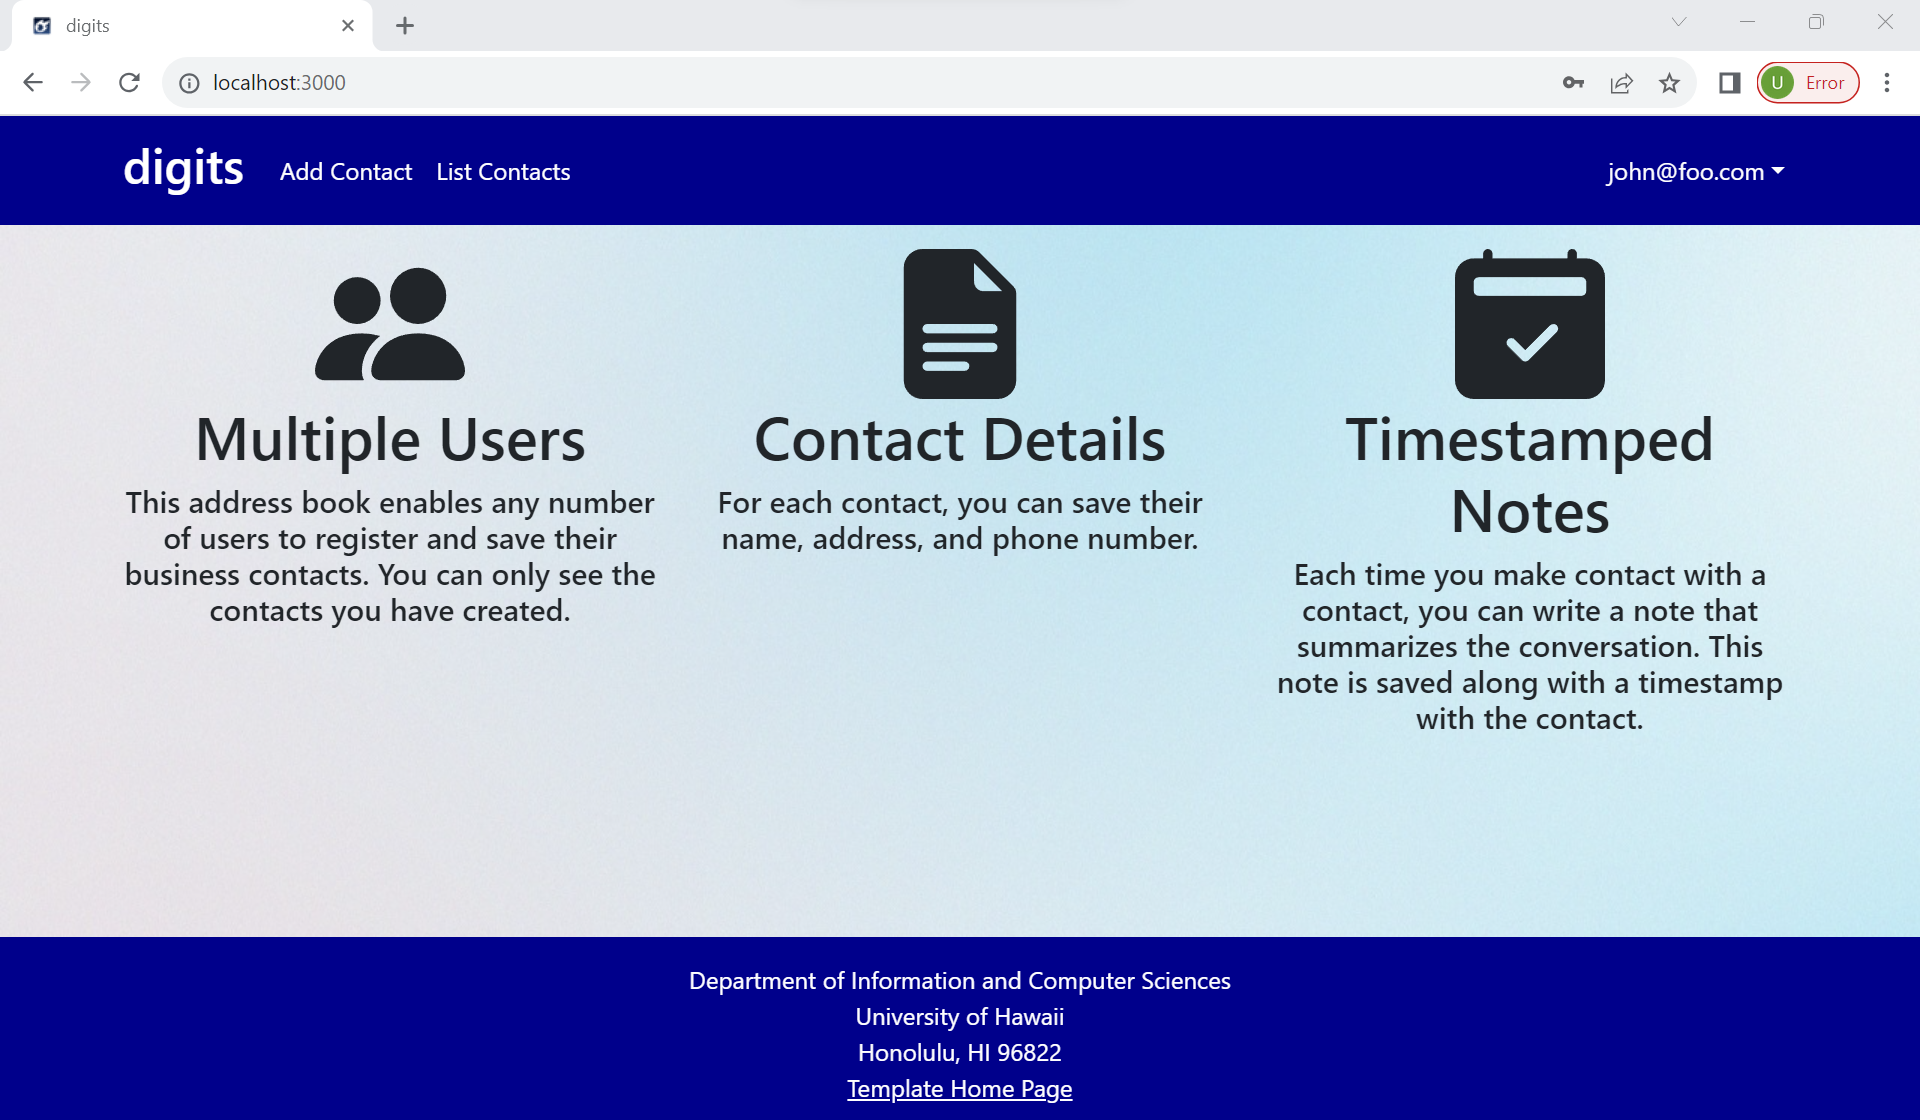 digits
localhost:3000
U Error
digits Add Contact List Contacts john@foo.com
Multiple Users
This address book enables any number
of users to register and save their
business contacts. You can only see the
contacts you have created.
Contact Details
For each contact, you can save their
name, address, and phone number.
Timestamped
Notes
Each time you make contact with a
contact, you can write a note that
summarizes the conversation. This
note is saved along with a timestamp
with the contact.
Department of Information and Computer Sciences
University of Hawaii
Honolulu, HI 96822
Template Home Page